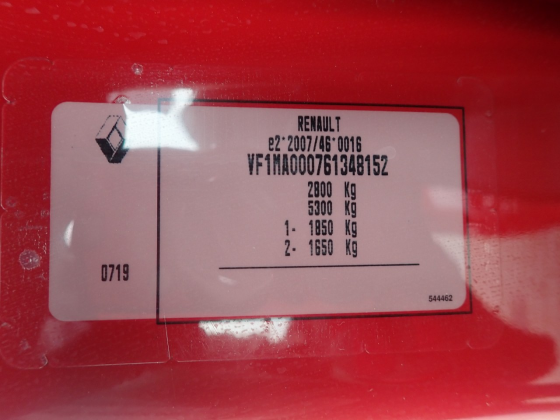 RENAULT
e2*2007/46*0016
VF1MA000761348152
2800 Kg
5300 Kg
1- 1850 Kg
2- 1650 Kg
0719
544462